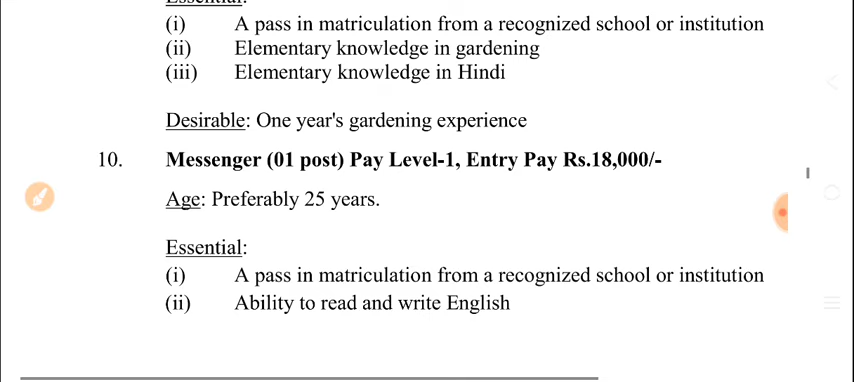 Essential:
(i) A pass in matriculation from a recognized school or institution
(ii) Elementary knowledge in gardening
(iii) Elementary knowledge in Hindi
Desirable: One year's gardening experience
10. Messenger (01 post) Pay Level-1, Entry Pay Rs.18,000/-
Age: Preferably 25 years.
Essential:
(i) A pass in matriculation from a recognized school or institution
(ii) Ability to read and write English